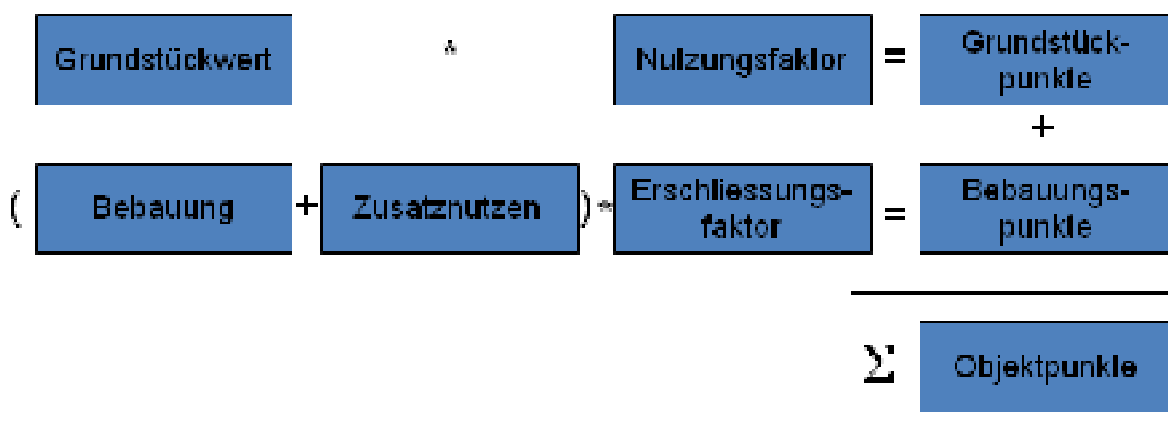 Grundstückwert * Nutzungsfaktor = Grundstück-
punkte
+
( Bebauung + Zusatznutzen ) * Erschliessungs-
faktor = Bebauungs-
punkte
Σ Objektpunkte